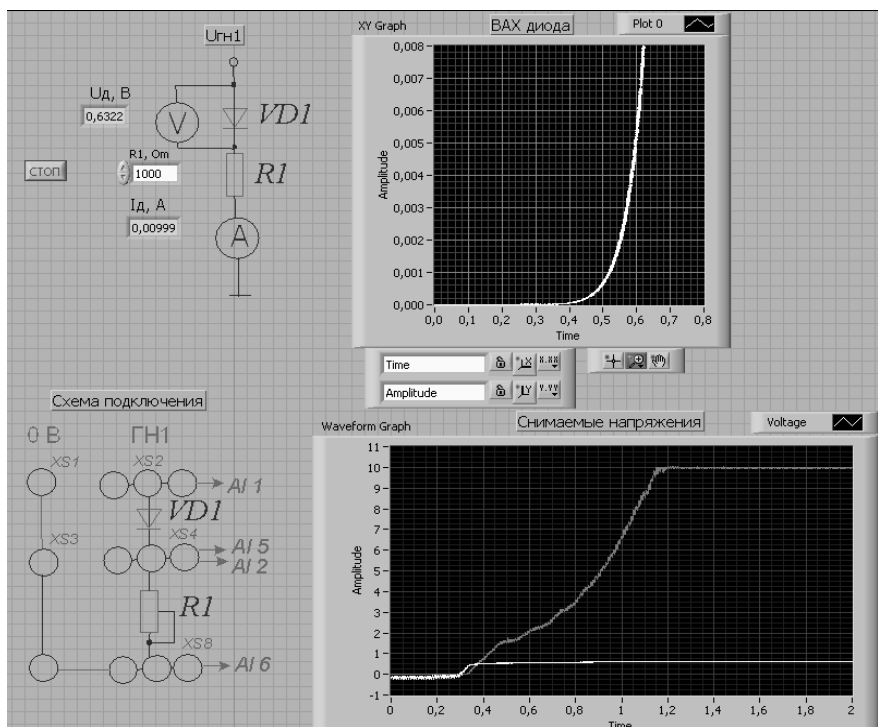 Uгн1
Uд, В
0,6322
V
VD1
R1, Om
1000
R1
СТОП
Iд, А
0,00999
A
XY Graph
ВАХ диода
Plot 0
0,008
0,007
0,006
0,005
0,004
0,003
0,002
0,001
0,000
Amplitude
0,0 0,1 0,2 0,3 0,4 0,5 0,6 0,7 0,8
Time
Time
X.XX
Amplitude
Y.YY
Схема подключения
0 В
ГН1
XS1
XS2
AI 1
VD1
XS3
XS4
AI 5
AI 2
R1
XS8
AI 6
Waveform Graph
Снимаемые напряжения
Voltage
11
10
9
8
7
6
5
4
3
2
1
0
-1
Amplitude
0 0,2 0,4 0,6 0,8 1 1,2 1,4 1,6 1,8 2
Time